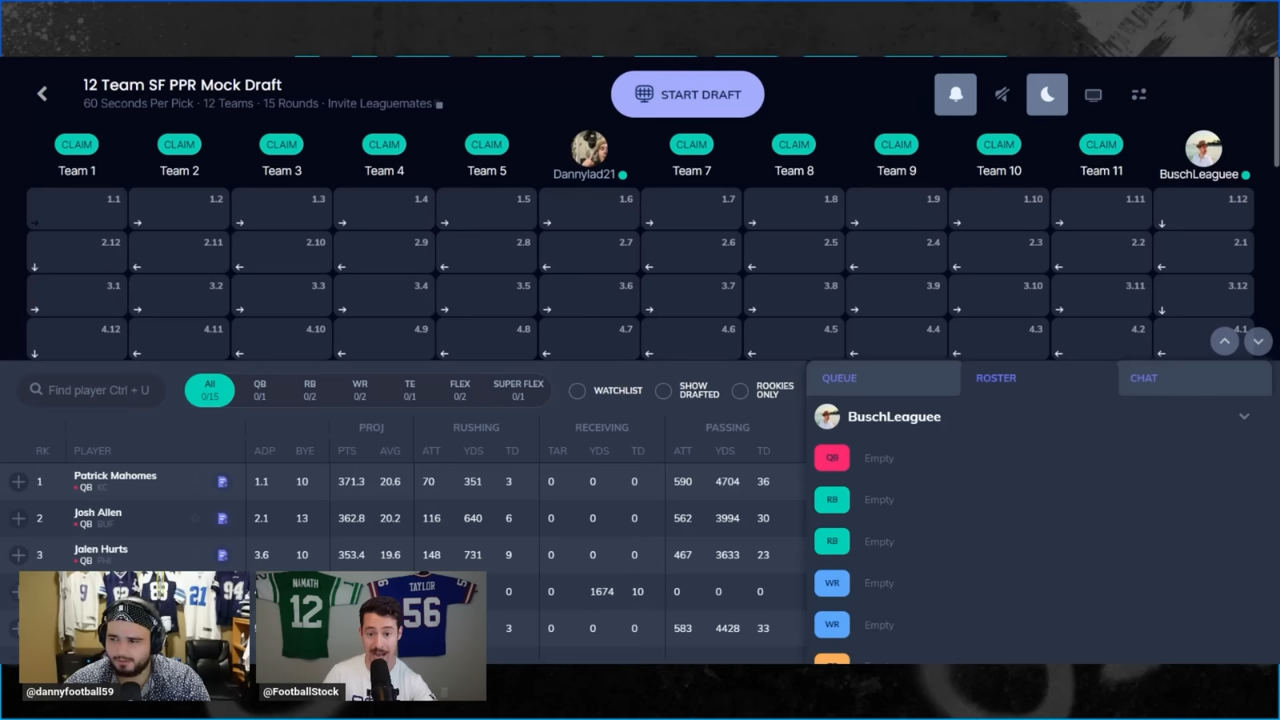 12 Team SF PPR Mock Draft
60 Seconds Per Pick · 12 Teams · 15 Rounds · Invite Leaguemates
START DRAFT
CLAIM CLAIM CLAIM CLAIM CLAIM CLAIM CLAIM CLAIM CLAIM CLAIM
Team 1 Team 2 Team 3 Team 4 Team 5 Dannylad21 Team 7 Team 8 Team 9 Team 10 Team 11 BuschLeaguee
1.1 1.2 1.3 1.4 1.5 1.6 1.7 1.8 1.9 1.10 1.11 1.12
2.12 2.11 2.10 2.9 2.8 2.7 2.6 2.5 2.4 2.3 2.2 2.1
3.1 3.2 3.3 3.4 3.5 3.6 3.7 3.8 3.9 3.10 3.11 3.12
4.12 4.11 4.10 4.9 4.8 4.7 4.6 4.5 4.4 4.3 4.2 4.1
Find player Ctrl + U
All QB RB WR TE FLEX SUPER FLEX
0/15 0/1 0/2 0/2 0/1 0/2 0/1
WATCHLIST
SHOW DRAFTED
ROOKIES ONLY
QUEUE ROSTER CHAT
PROJ RUSHING RECEIVING PASSING
RK PLAYER ADP BYE PTS AVG ATT YDS TD TAR YDS TD ATT YDS TD
1 Patrick Mahomes 1.1 10 371.3 20.6 70 351 3 0 0 0 590 4704 36
QB KC
2 Josh Allen 2.1 13 362.8 20.2 116 640 6 0 0 0 562 3994 30
QB BUF
3 Jalen Hurts 3.6 10 353.4 19.6 148 731 9 0 0 0 467 3633 23
QB PHI
0 0 1674 10 0 0 0
3 0 0 0 583 4428 33
BuschLeaguee
QB Empty
RB Empty
RB Empty
WR Empty
WR Empty
9 82 88 21 94
NAMATH
12
TAYLOR
56
@dannyfootball59
@FootballStock